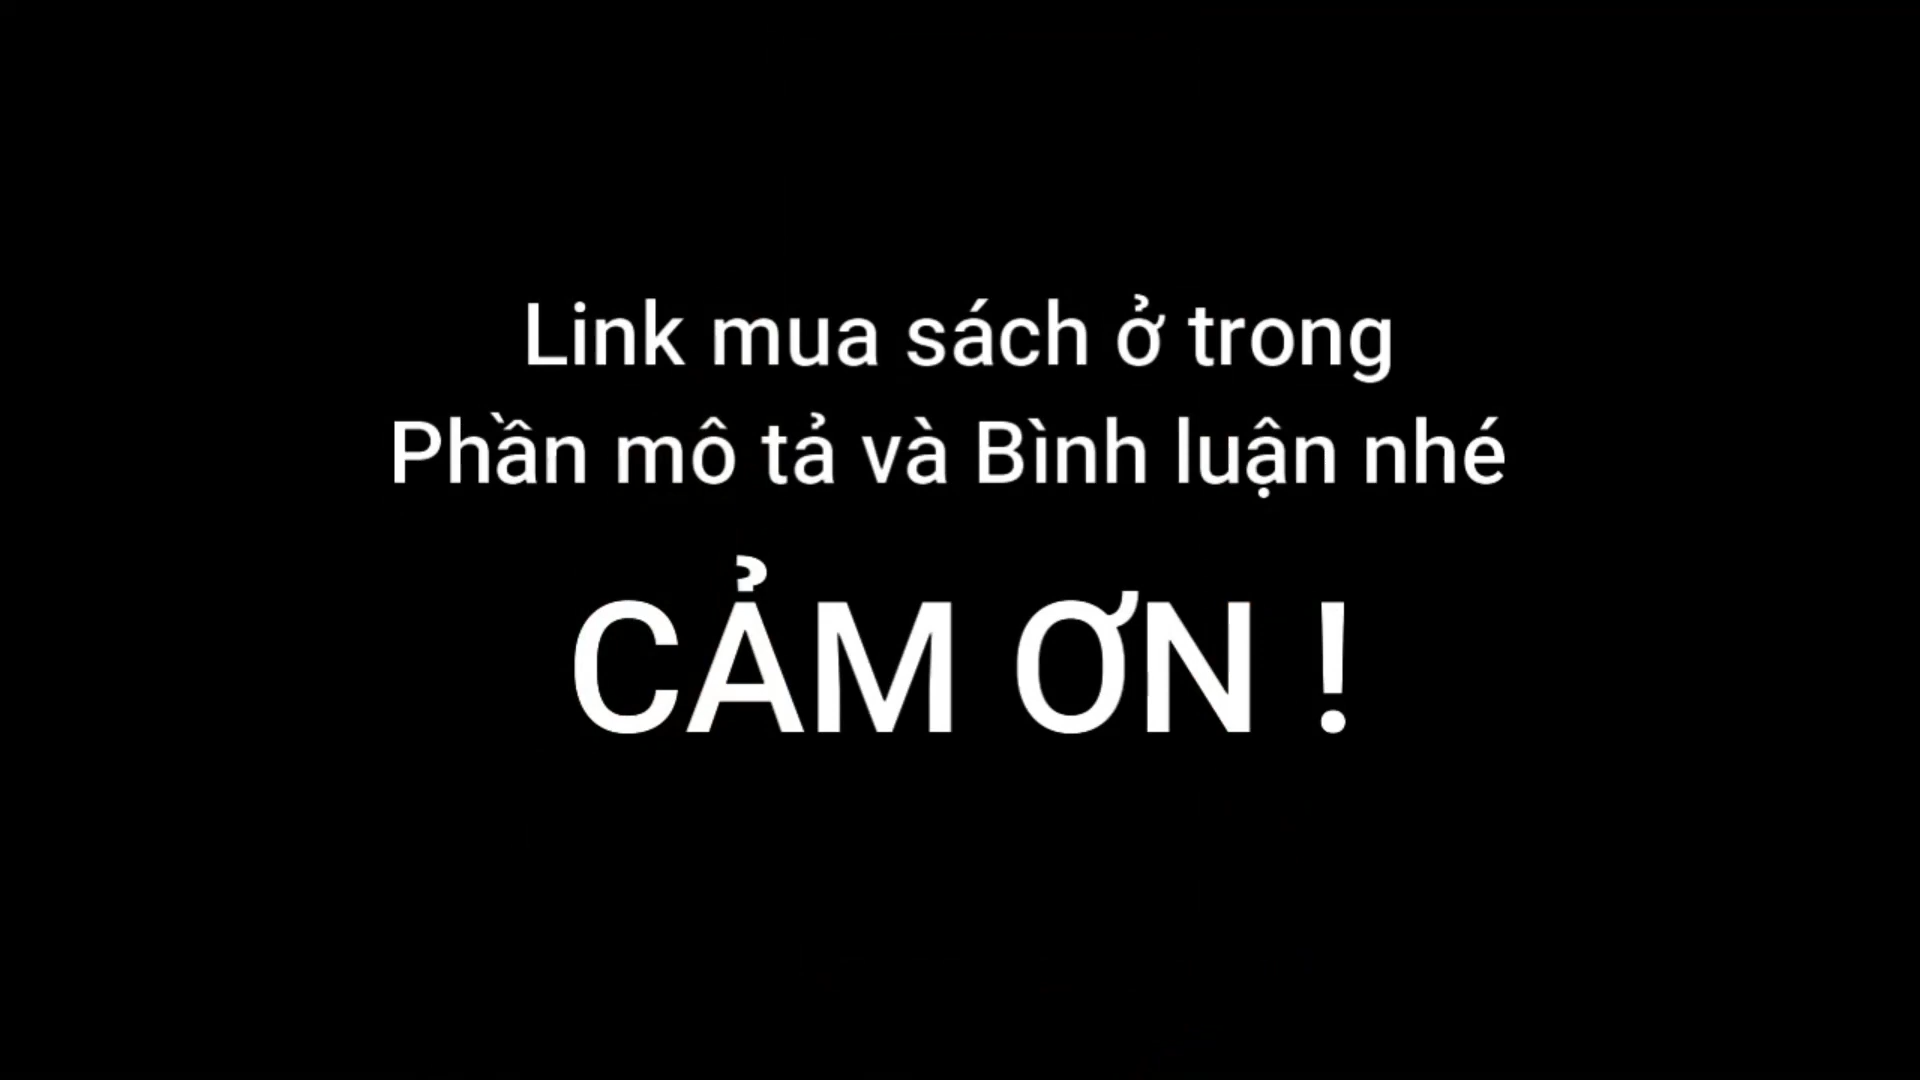 Link mua sách ở trong
Phần mô tả và Bình luận nhé
CẢM ƠN !